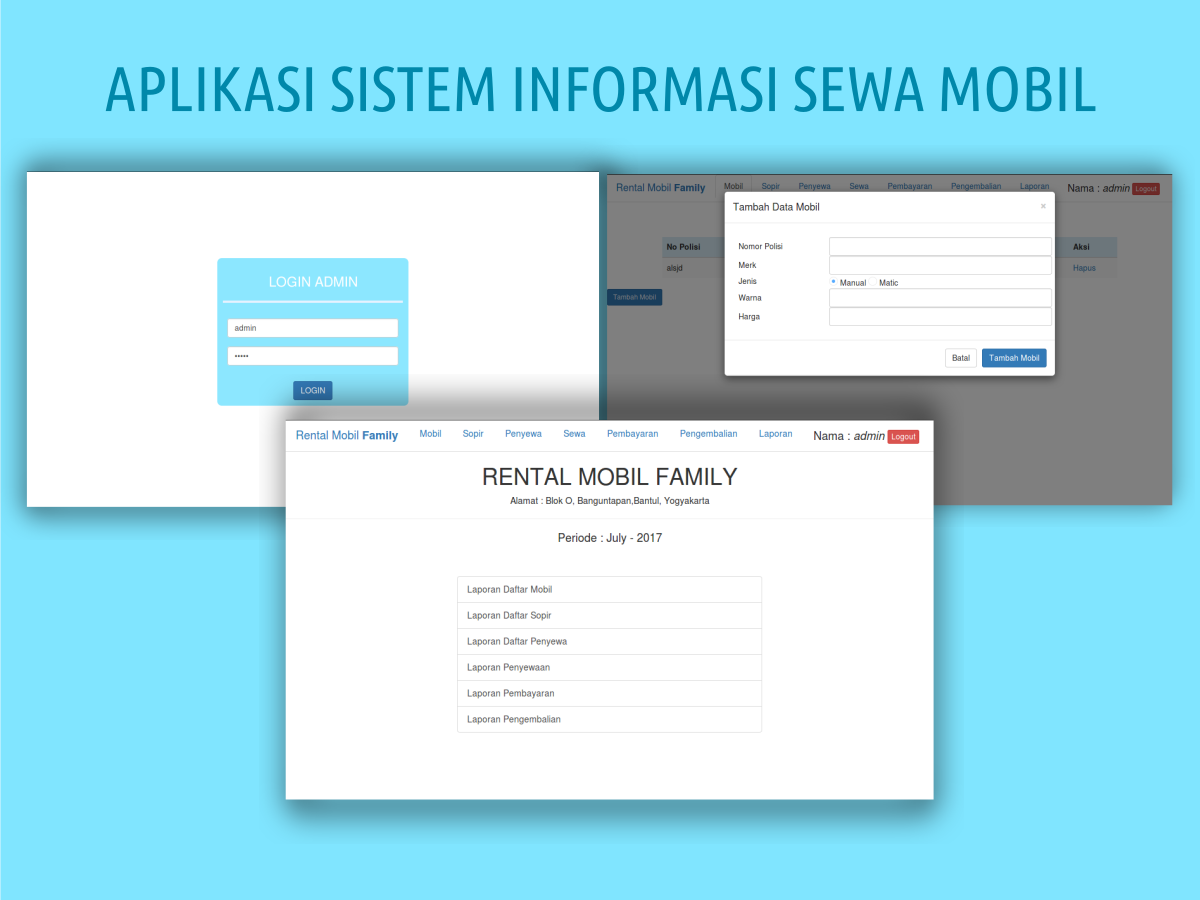 APLIKASI SISTEM INFORMASI SEWA MOBIL
LOGIN ADMIN
admin
•••••
LOGIN
Rental Mobil Family Mobil Sopir Penyewa Sewa Pembayaran Pengembalian Laporan Nama : admin Logout
Tambah Data Mobil ×
No Polisi Aksi
alsjd Hapus
Tambah Mobil
Nomor Polisi
Merk
Jenis Manual Matic
Warna
Harga
Batal Tambah Mobil
Rental Mobil Family Mobil Sopir Penyewa Sewa Pembayaran Pengembalian Laporan Nama : admin Logout
RENTAL MOBIL FAMILY
Alamat : Blok O, Banguntapan,Bantul, Yogyakarta
Periode : July - 2017
Laporan Daftar Mobil
Laporan Daftar Sopir
Laporan Daftar Penyewa
Laporan Penyewaan
Laporan Pembayaran
Laporan Pengembalian